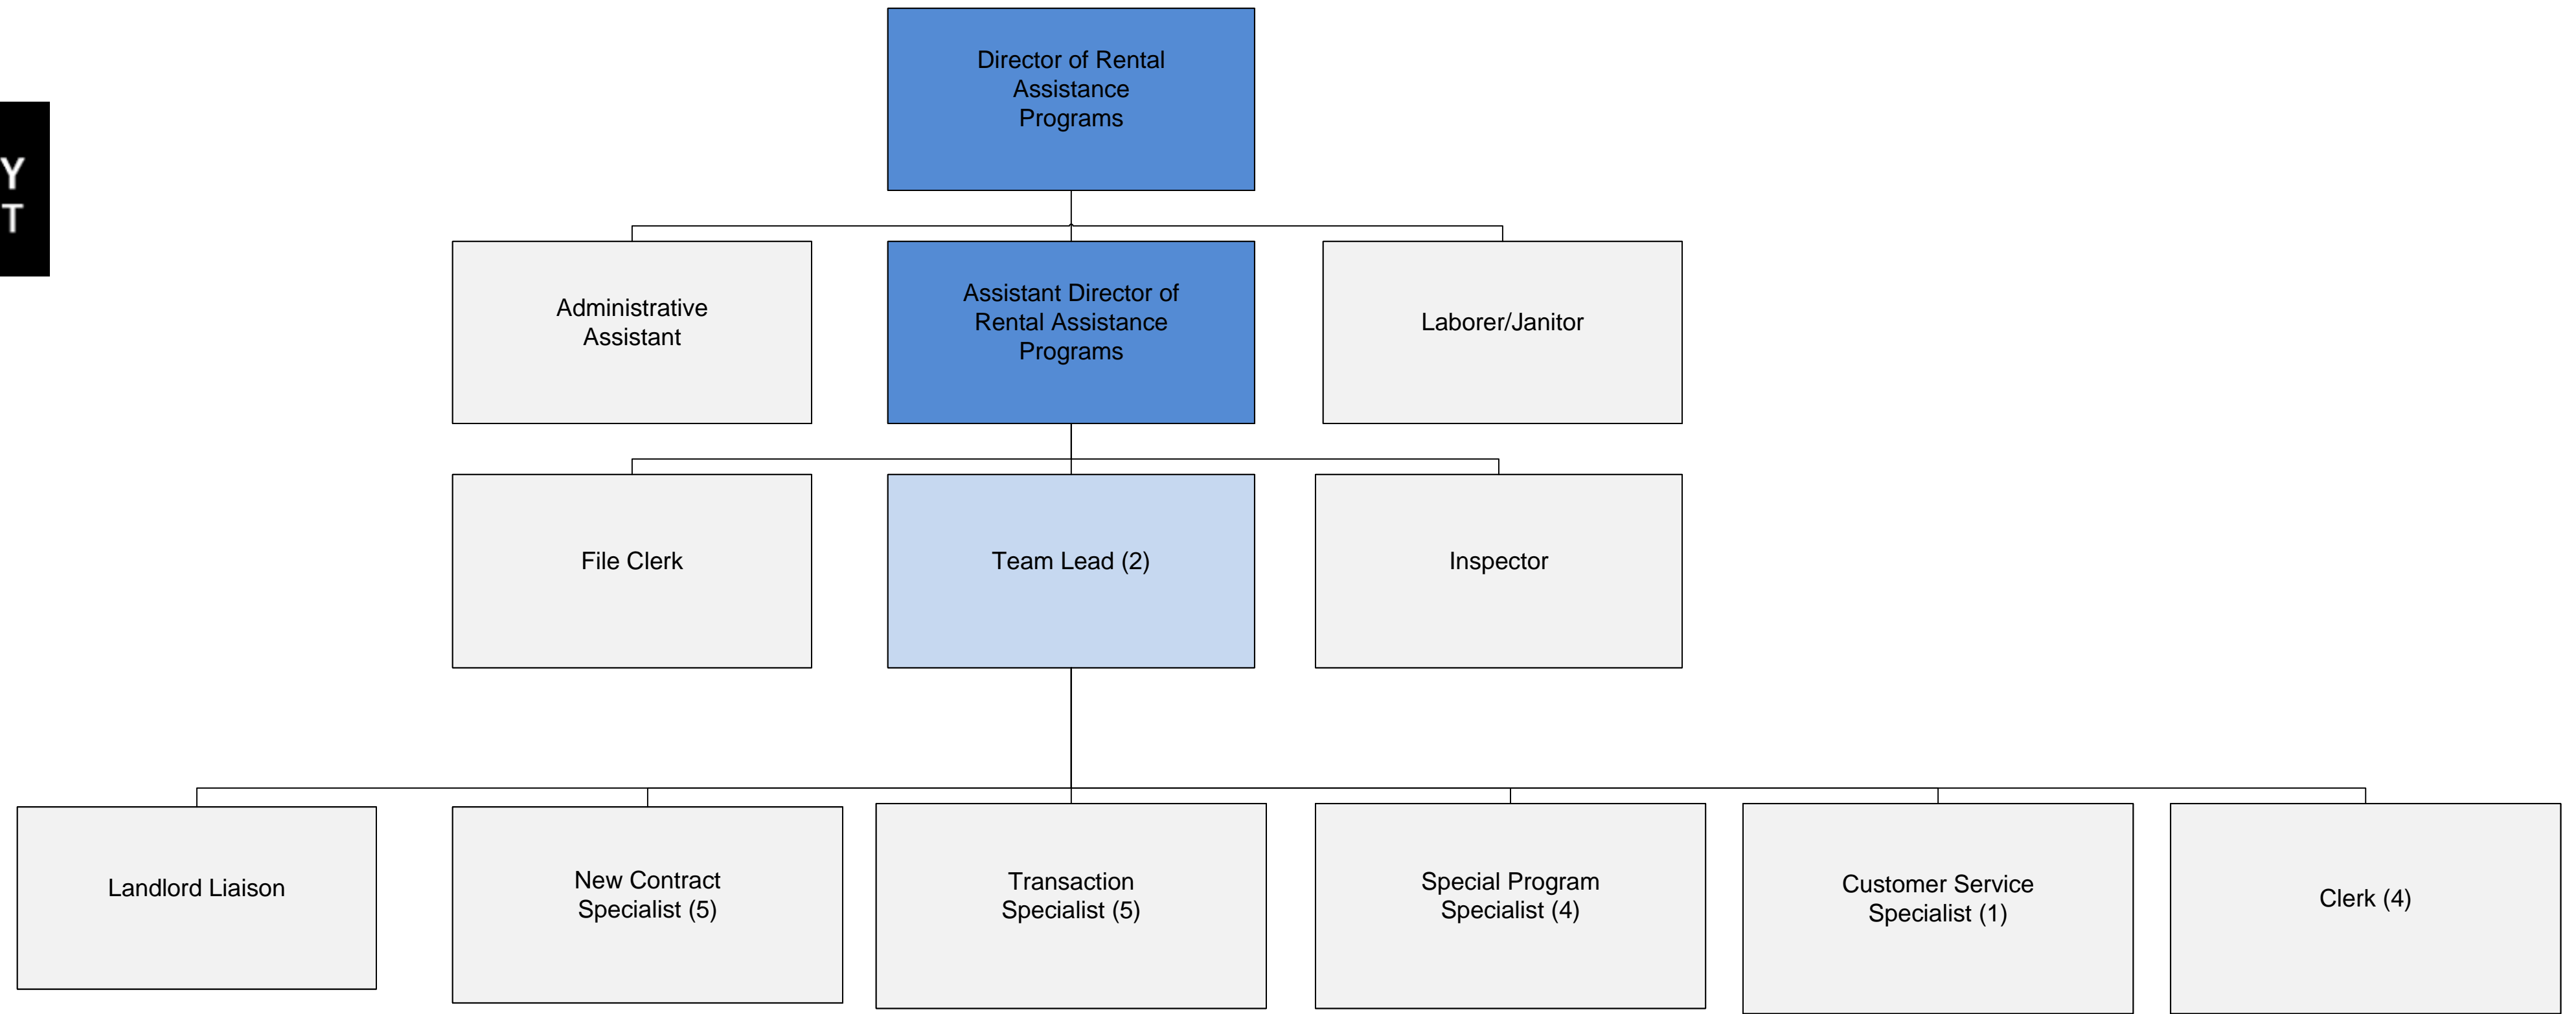 Director of Rental
Assistance
Programs
Y
T
Administrative
Assistant
Assistant Director of
Rental Assistance
Programs
Laborer/Janitor
File Clerk
Team Lead (2)
Inspector
Landlord Liaison
New Contract
Specialist (5)
Transaction
Specialist (5)
Special Program
Specialist (4)
Customer Service
Specialist (1)
Clerk (4)